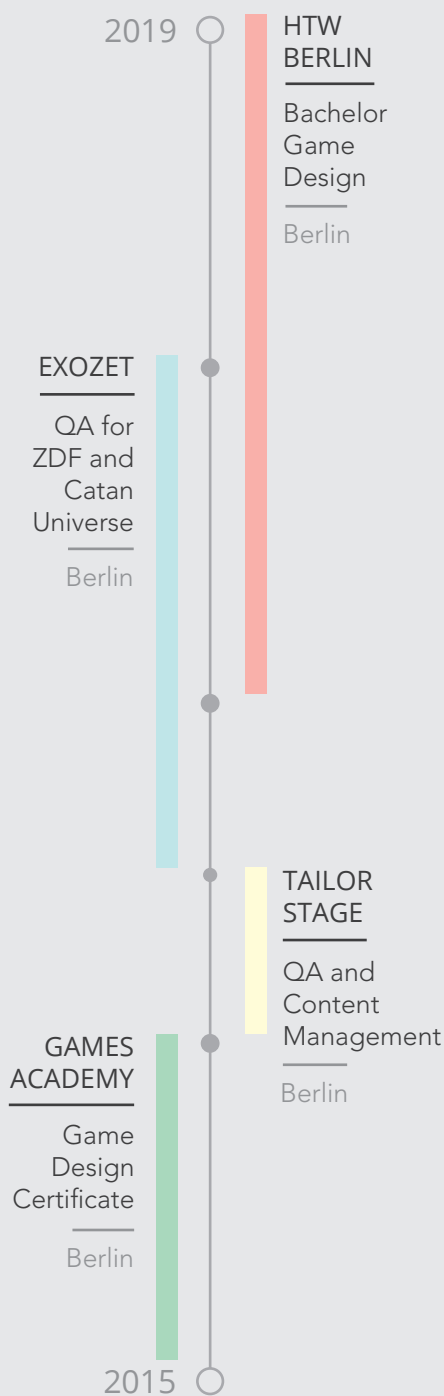 2019
HTW
BERLIN
Bachelor
Game
Design
Berlin
EXOZET
QA for
ZDF and
Catan
Universe
Berlin
TAILOR
STAGE
QA and
Content
Management
Berlin
GAMES
ACADEMY
Game
Design
Certificate
Berlin
2015